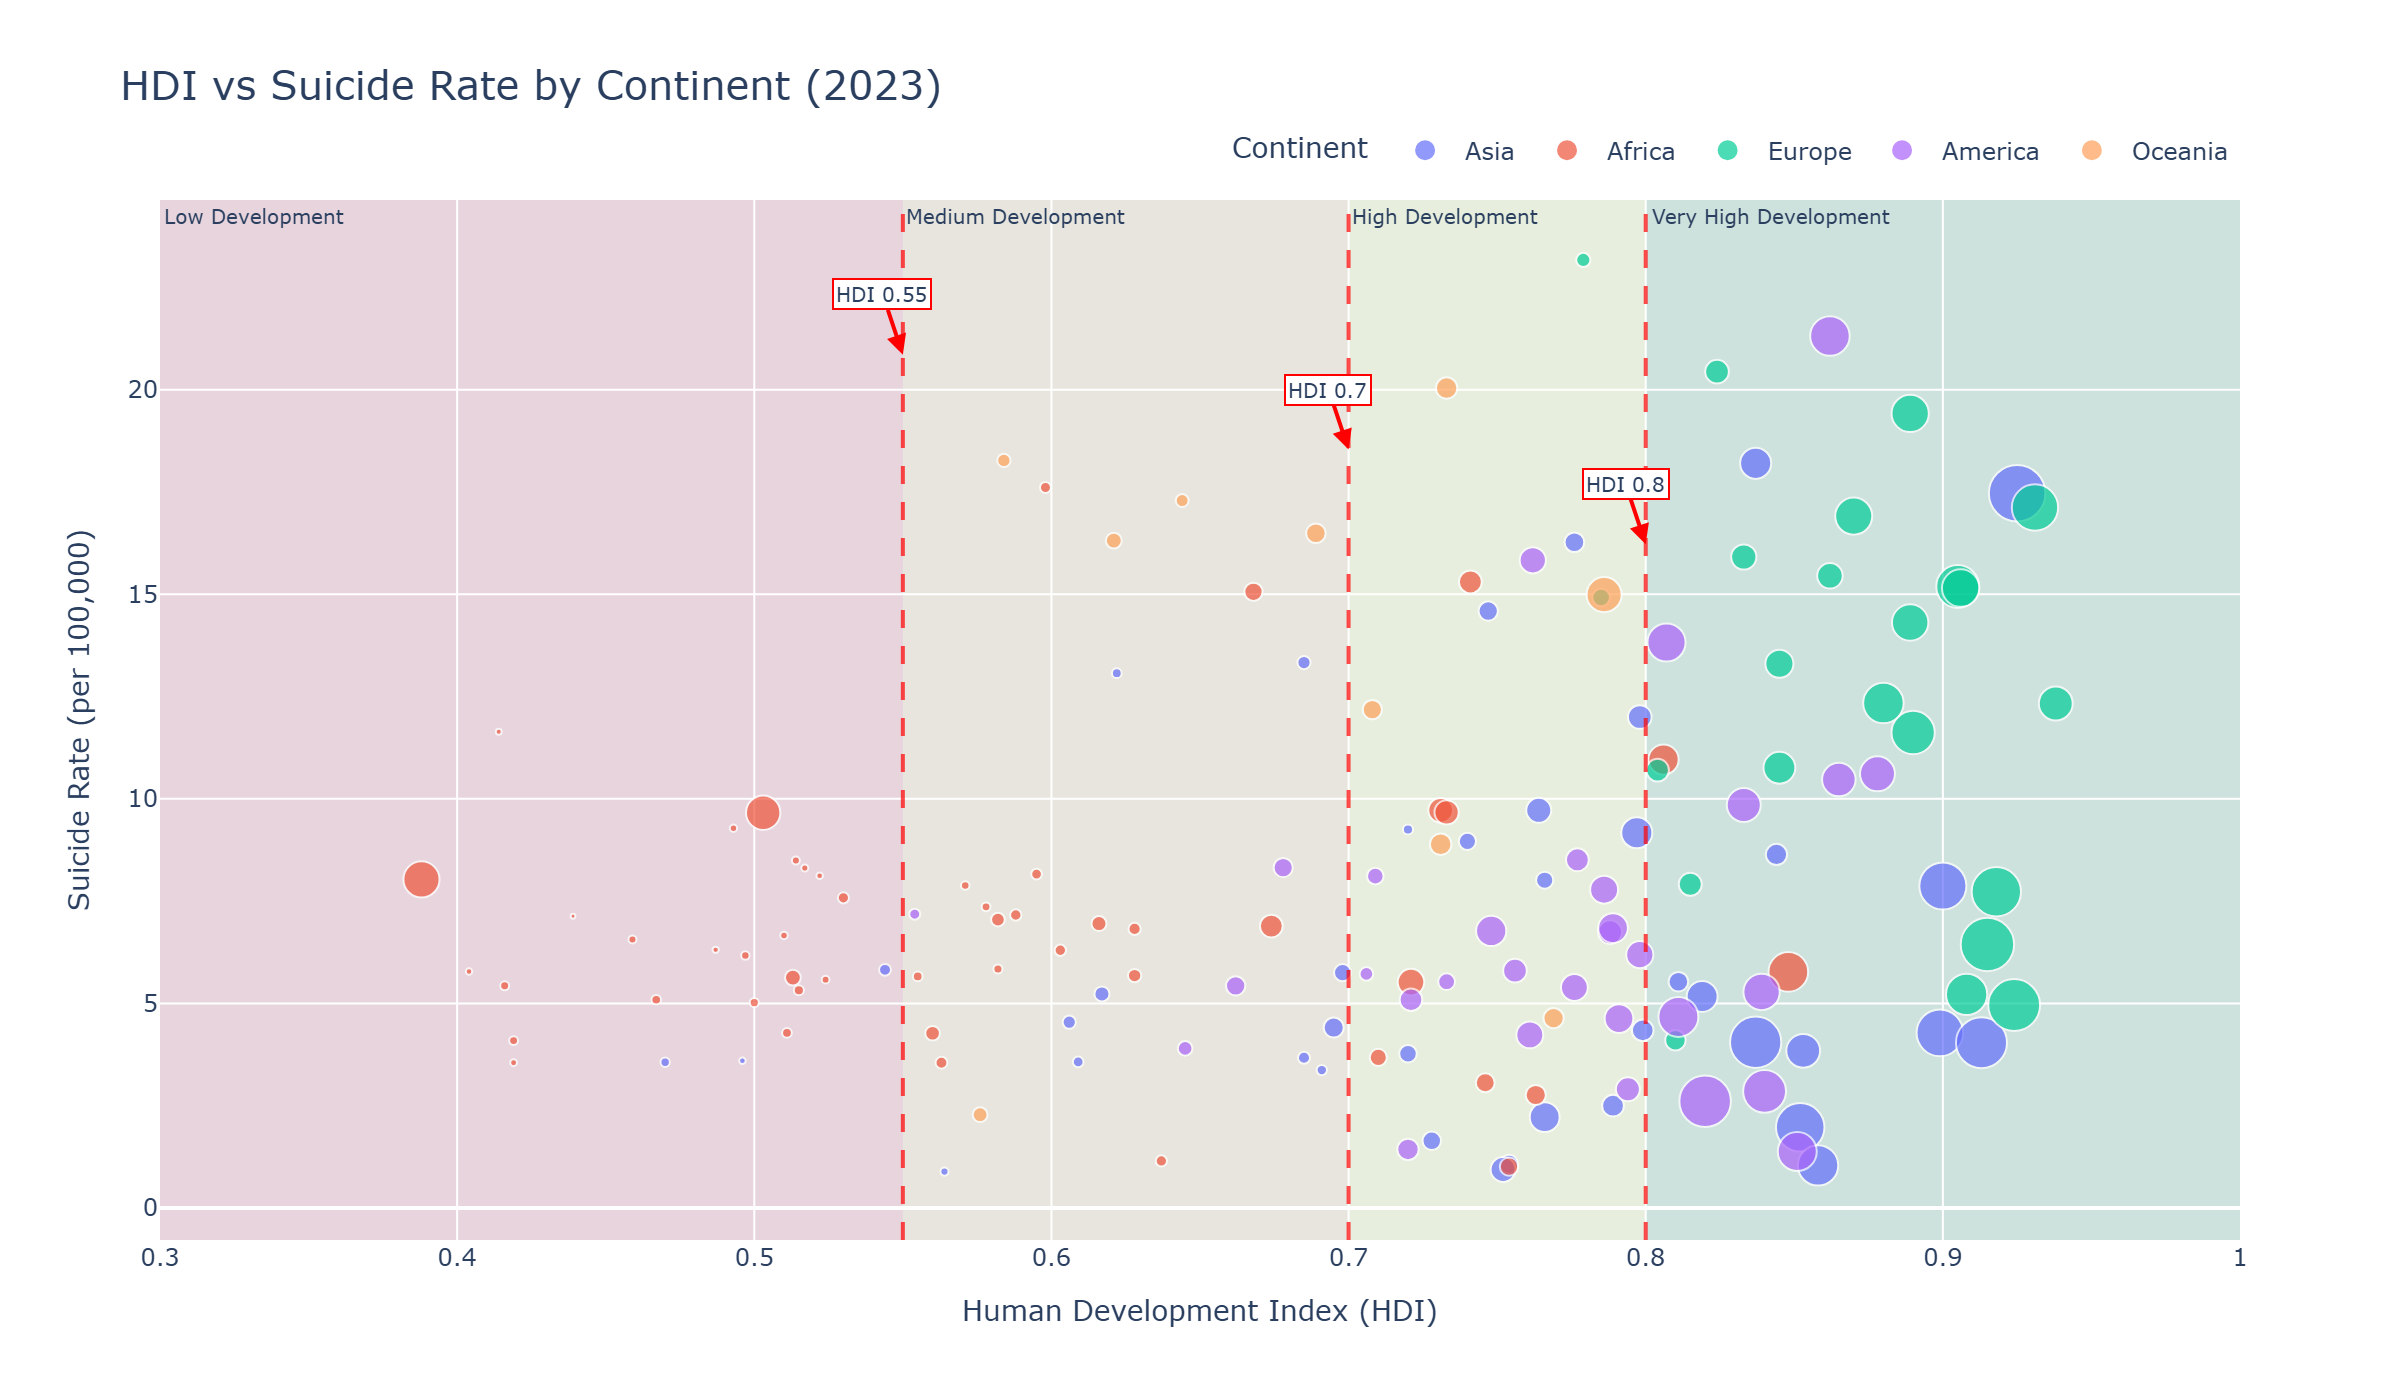 HDI vs Suicide Rate by Continent (2023)
Continent Asia Africa Europe America Oceania
Low Development Medium Development High Development Very High Development
HDI 0.55
HDI 0.7
HDI 0.8
20
15
10
5
0
Suicide Rate (per 100,000)
0.3 0.4 0.5 0.6 0.7 0.8 0.9 1
Human Development Index (HDI)